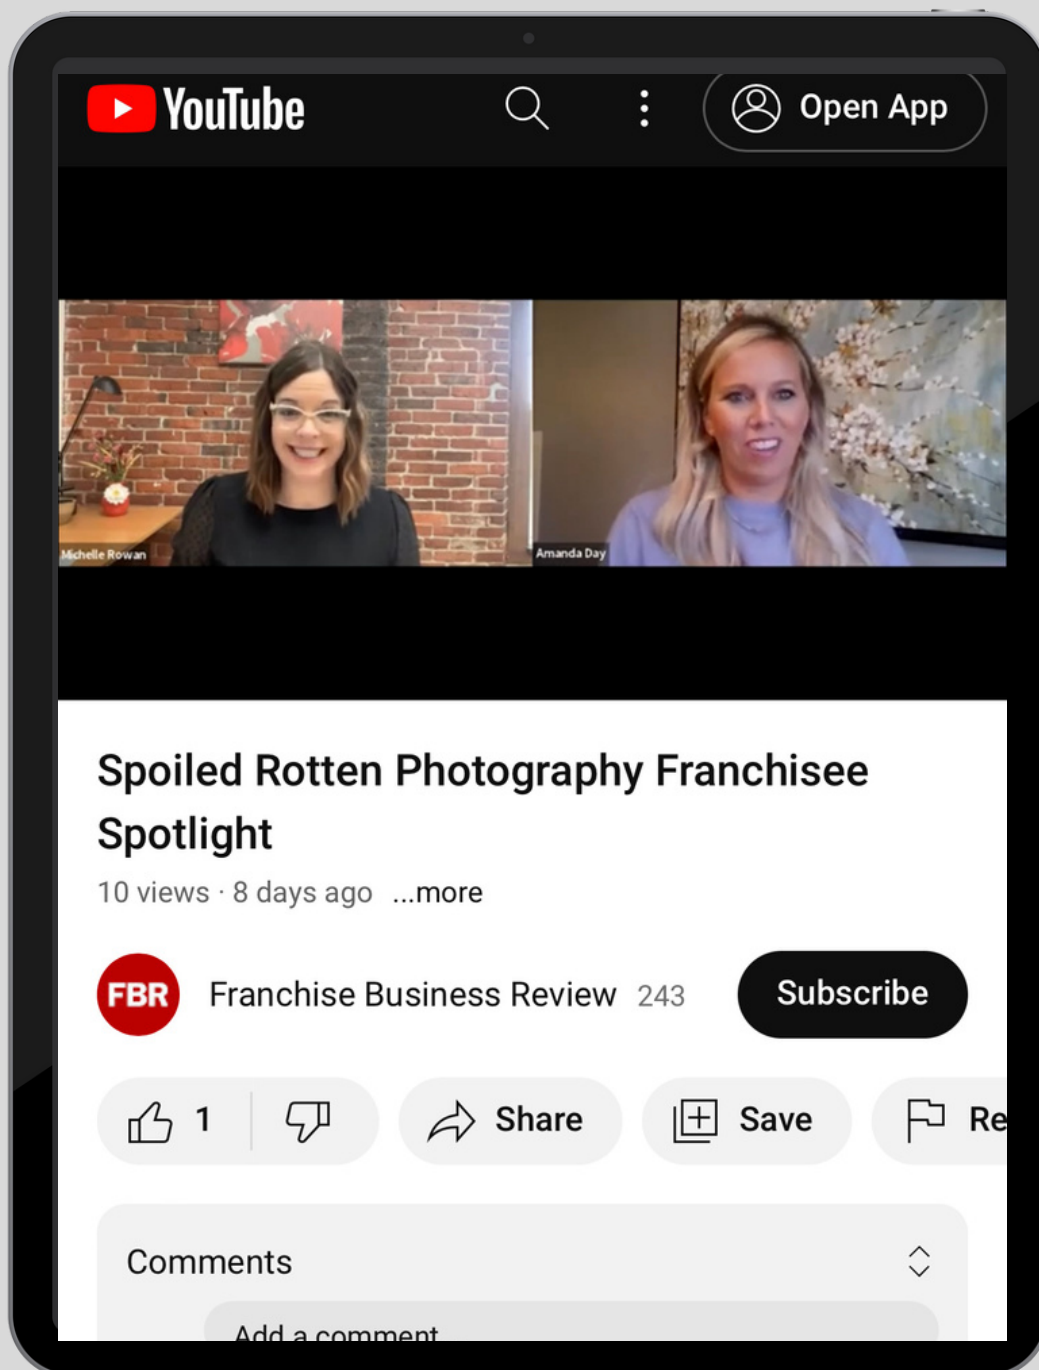 YouTube
Open App
Michelle Rowan
Amanda Day
Spoiled Rotten Photography Franchisee
Spotlight
10 views · 8 days ago ...more
FBR
Franchise Business Review 243
Subscribe
1
Share
Save
Re
Comments
Add a comment